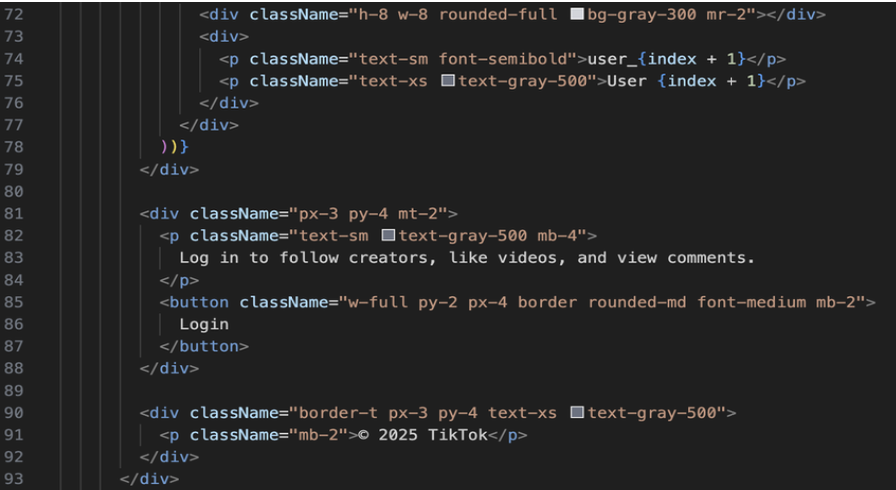 72 <div className="h-8 w-8 rounded-full bg-gray-300 mr-2"></div>
73 <div>
74 <p className="text-sm font-semibold">user_{index + 1}</p>
75 <p className="text-xs text-gray-500">User {index + 1}</p>
76 </div>
77 </div>
78 ))}
79 </div>
80
81 <div className="px-3 py-4 mt-2">
82 <p className="text-sm text-gray-500 mb-4">
83 Log in to follow creators, like videos, and view comments.
84 </p>
85 <button className="w-full py-2 px-4 border rounded-md font-medium mb-2">
86 Login
87 </button>
88 </div>
89
90 <div className="border-t px-3 py-4 text-xs text-gray-500">
91 <p className="mb-2">© 2025 TikTok</p>
92 </div>
93 </div>